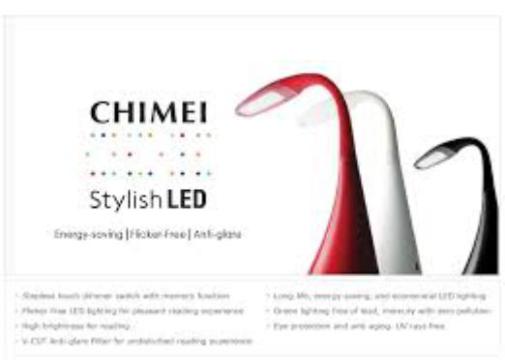 CHIMEI
Stylish LED
Energy-saving | Flicker-Free | Anti-glare
Stepless touch dimmer switch with memory function
Flicker Free LED lighting for pleasant reading experience
High brightness for reading
V-CUT Anti-glare Filter for undisturbed reading experience
Long life, energy-saving, and economical LED lighting
Green lighting free of lead, mercury with zero pollution
Eye protection and anti aging. UV rays free